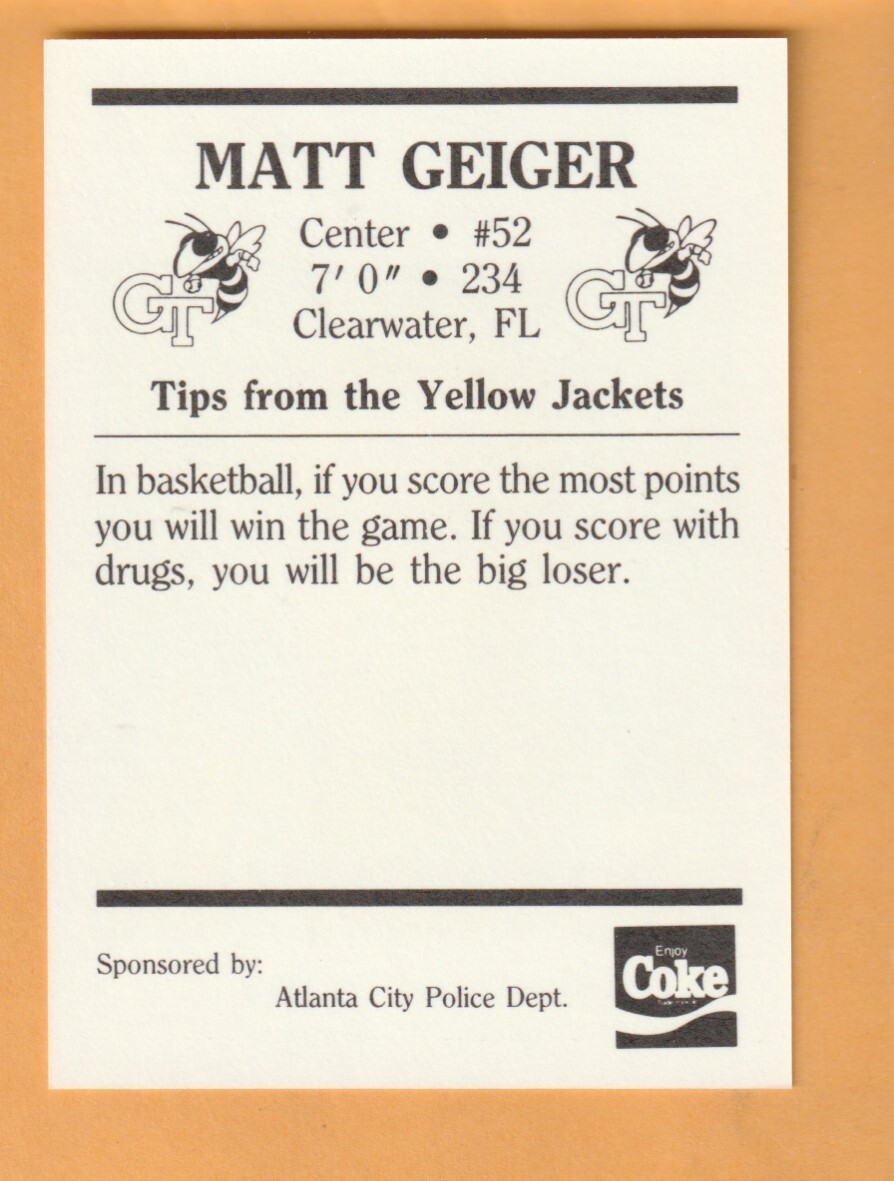 MATT GEIGER
Center • #52
7' 0" • 234
Clearwater, FL
GT
GT
Tips from the Yellow Jackets
In basketball, if you score the most points
you will win the game. If you score with
drugs, you will be the big loser.
Sponsored by:
Atlanta City Police Dept.
Enjoy
Coke